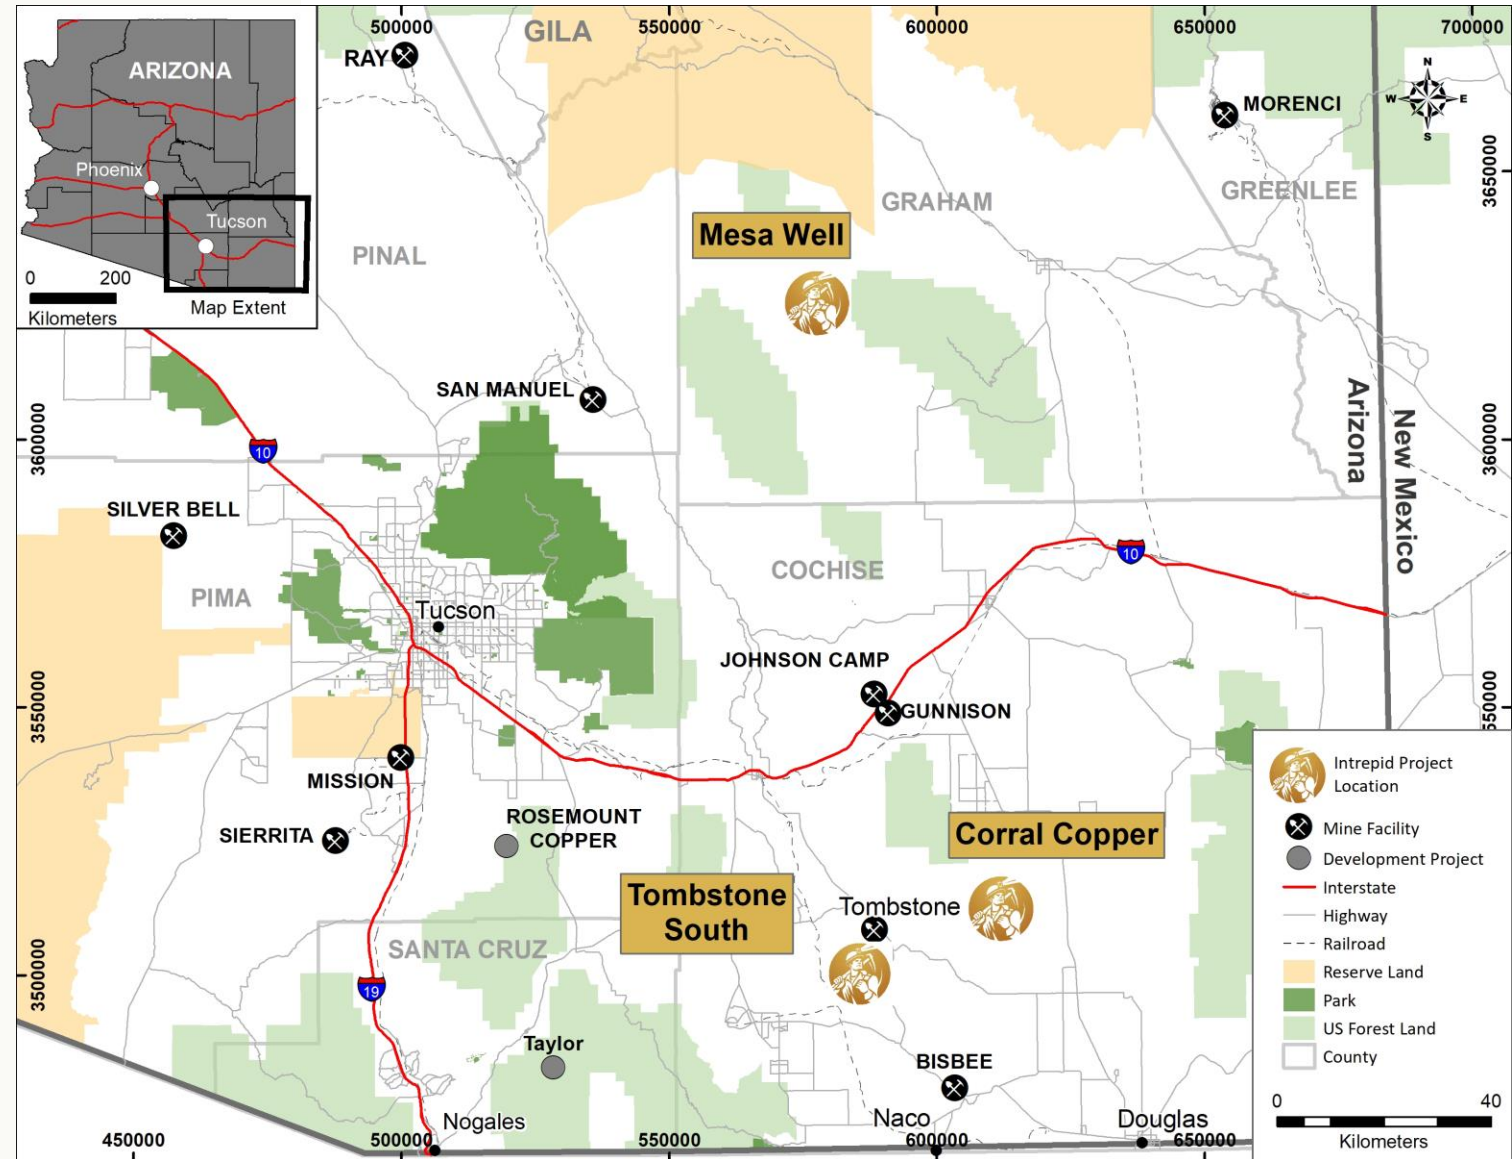 500000
550000
600000
650000
700000
GILA
RAY
ARIZONA
MORENCI
N
W
E
S
Phoenix
3650000
GREENLEE
GRAHAM
Tucson
Mesa Well
PINAL
0
200
Kilometers
Map Extent
SAN MANUEL
Arizona
New Mexico
3600000
3600000
10
SILVER BELL
10
COCHISE
PIMA
Tucson
JOHNSON CAMP
GUNNISON
3550000
3550000
MISSION
Intrepid Project
Location
ROSEMOUNT
COPPER
SIERRITA
Corral Copper
Mine Facility
Development Project
Interstate
Tombstone
South
Tombstone
Highway
SANTA CRUZ
Railroad
Reserve Land
3500000
19
Park
US Forest Land
Taylor
County
BISBEE
0
40
Kilometers
Nogales
Naco
Douglas
450000
500000
550000
600000
650000